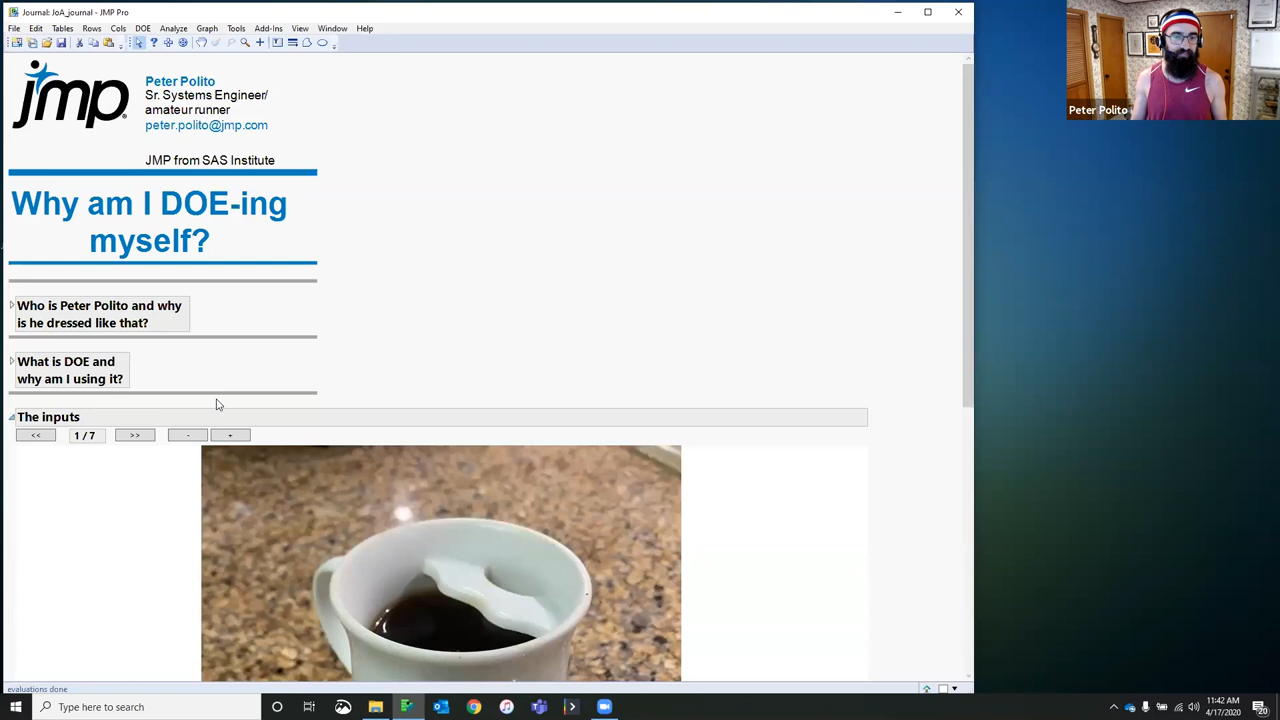 Journal: JoA_journal - JMP Pro
File Edit Tables Rows Cols DOE Analyze Graph Tools Add-Ins View Window Help
jmp
Peter Polito
Sr. Systems Engineer/
amateur runner
peter.polito@jmp.com
JMP from SAS Institute
Why am I DOE-ing
myself?
Who is Peter Polito and why
is he dressed like that?
What is DOE and
why am I using it?
The inputs
<< 1 / 7 >> - +
evaluations done
Peter Polito
Type here to search
11:42 AM
4/17/2020
20